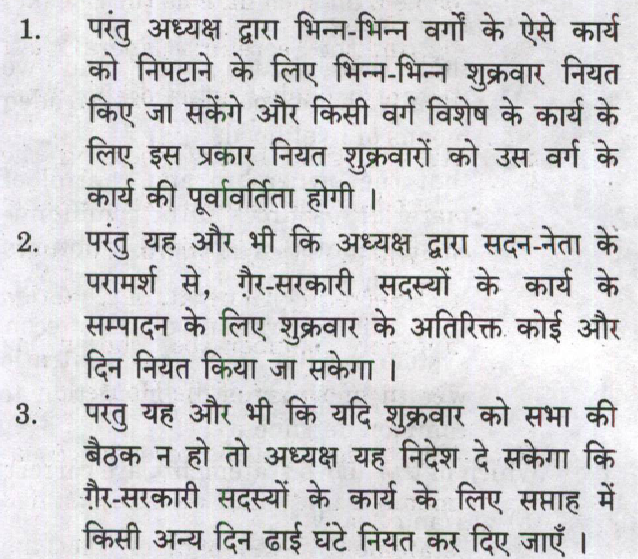 1. परंतु अध्यक्ष द्वारा भिन्न-भिन्न वर्गों के ऐसे कार्य
को निपटाने के लिए भिन्न-भिन्न शुक्रवार नियत
किए जा सकेंगे और किसी वर्ग विशेष के कार्य के
लिए इस प्रकार नियत शुक्रवारों को उस वर्ग के
कार्य की पूर्वावर्तिता होगी ।
2. परंतु यह और भी कि अध्यक्ष द्वारा सदन-नेता के
परामर्श से, ग़ैर-सरकारी सदस्यों के कार्य के
सम्पादन के लिए शुक्रवार के अतिरिक्त कोई और
दिन नियत किया जा सकेगा ।
3. परंतु यह और भी कि यदि शुक्रवार को सभा की
बैठक न हो तो अध्यक्ष यह निदेश दे सकेगा कि
ग़ैर-सरकारी सदस्यों के कार्य के लिए सप्ताह में
किसी अन्य दिन ढाई घंटे नियत कर दिए जाएँ ।